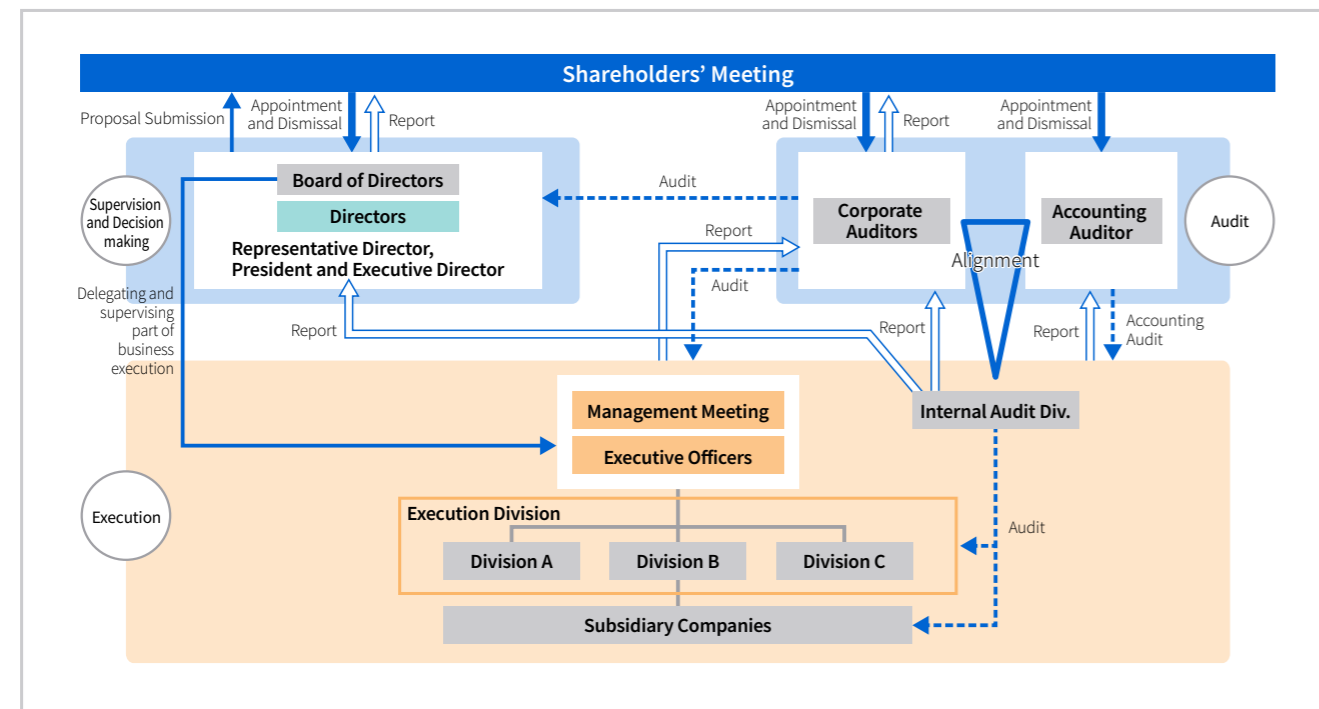 Shareholders’ Meeting
Proposal Submission
Appointment
and Dismissal
Report
Appointment
and Dismissal
Report
Appointment
and Dismissal
Supervision
and Decision
making
Board of Directors
Directors
Representative Director,
President and Executive Director
Audit
Report
Audit
Corporate
Auditors
Alignment
Accounting
Auditor
Audit
Delegating and
supervising
part of
business
execution
Report
Report
Report
Accounting
Audit
Management Meeting
Executive Officers
Internal Audit Div.
Execution
Execution Division
Division A
Division B
Division C
Audit
Subsidiary Companies